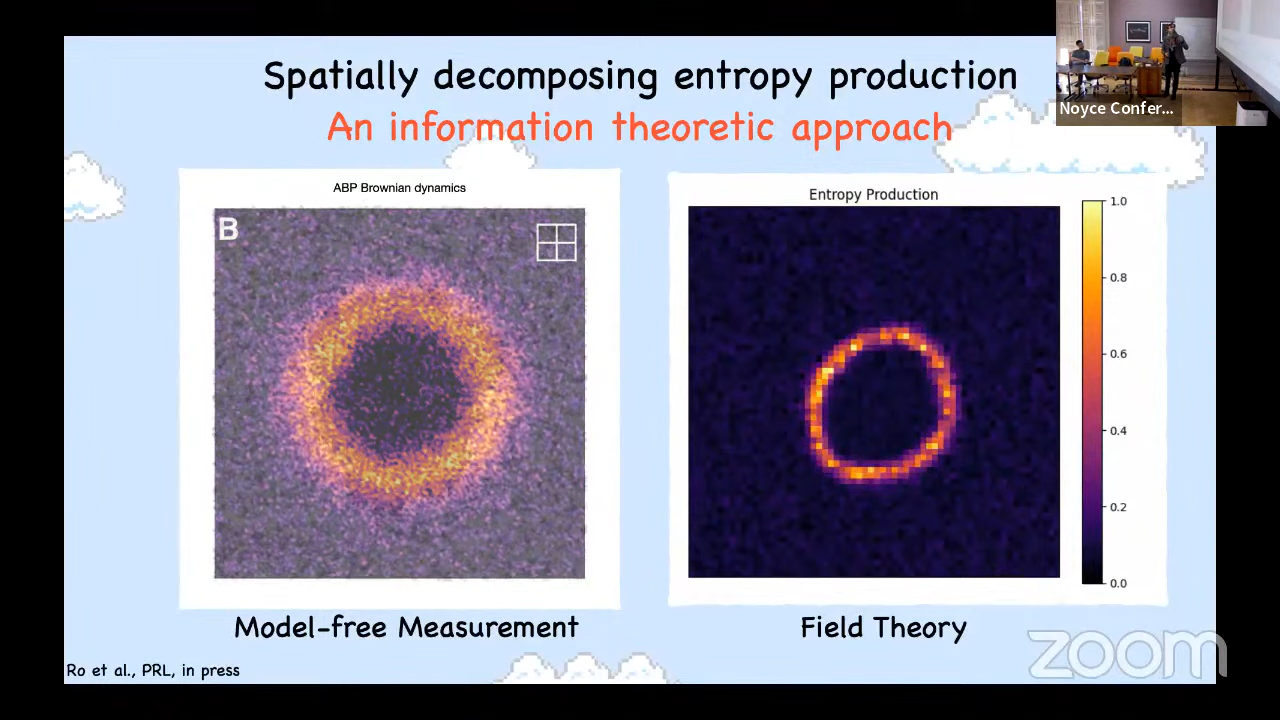 Spatially decomposing entropy production
An information theoretic approach
Noyce Confer...
ABP Brownian dynamics
B
Entropy Production
1.0
0.8
0.6
0.4
0.2
0.0
Model-free Measurement
Field Theory
Ro et al., PRL, in press
zoom